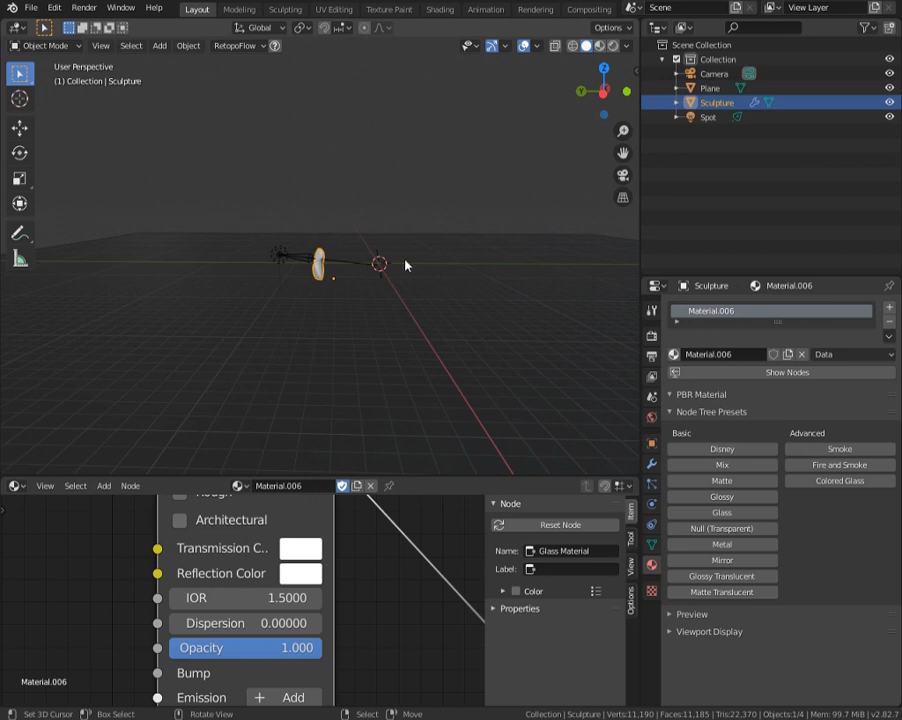 File Edit Render Window Help Layout Modeling Sculpting UV Editing Texture Paint Shading Animation Rendering Compositing Scene View Layer
Global Options
Object Mode View Select Add Object RetopoFlow
User Perspective
(1) Collection | Sculpture
Z
Y
Scene Collection
Collection
Camera
Plane
Sculpture
Spot
Sculpture Material.006
Material.006
Material.006 Data
Show Nodes
PBR Material
Node Tree Presets
Basic Advanced
Disney Smoke
Mix Fire and Smoke
Matte Colored Glass
Glossy
Glass
Null (Transparent)
Metal
Mirror
Glossy Translucent
Matte Translucent
Preview
Viewport Display
View Select Add Node Material.006
Architectural
Transmission C..
Reflection Color
IOR 1.5000
Dispersion 0.00000
Opacity 1.000
Bump
Emission + Add
Material.006
Node
Reset Node
Name: Glass Material
Label:
Color
Properties
Item
Tool
View
Options
Set 3D Cursor Box Select Rotate View Select Move Collection | Sculpture | Verts:11,190 | Faces:11,185 | Tris:22,370 | Objects:1/4 | Mem: 99.7 MiB | v2.82.7